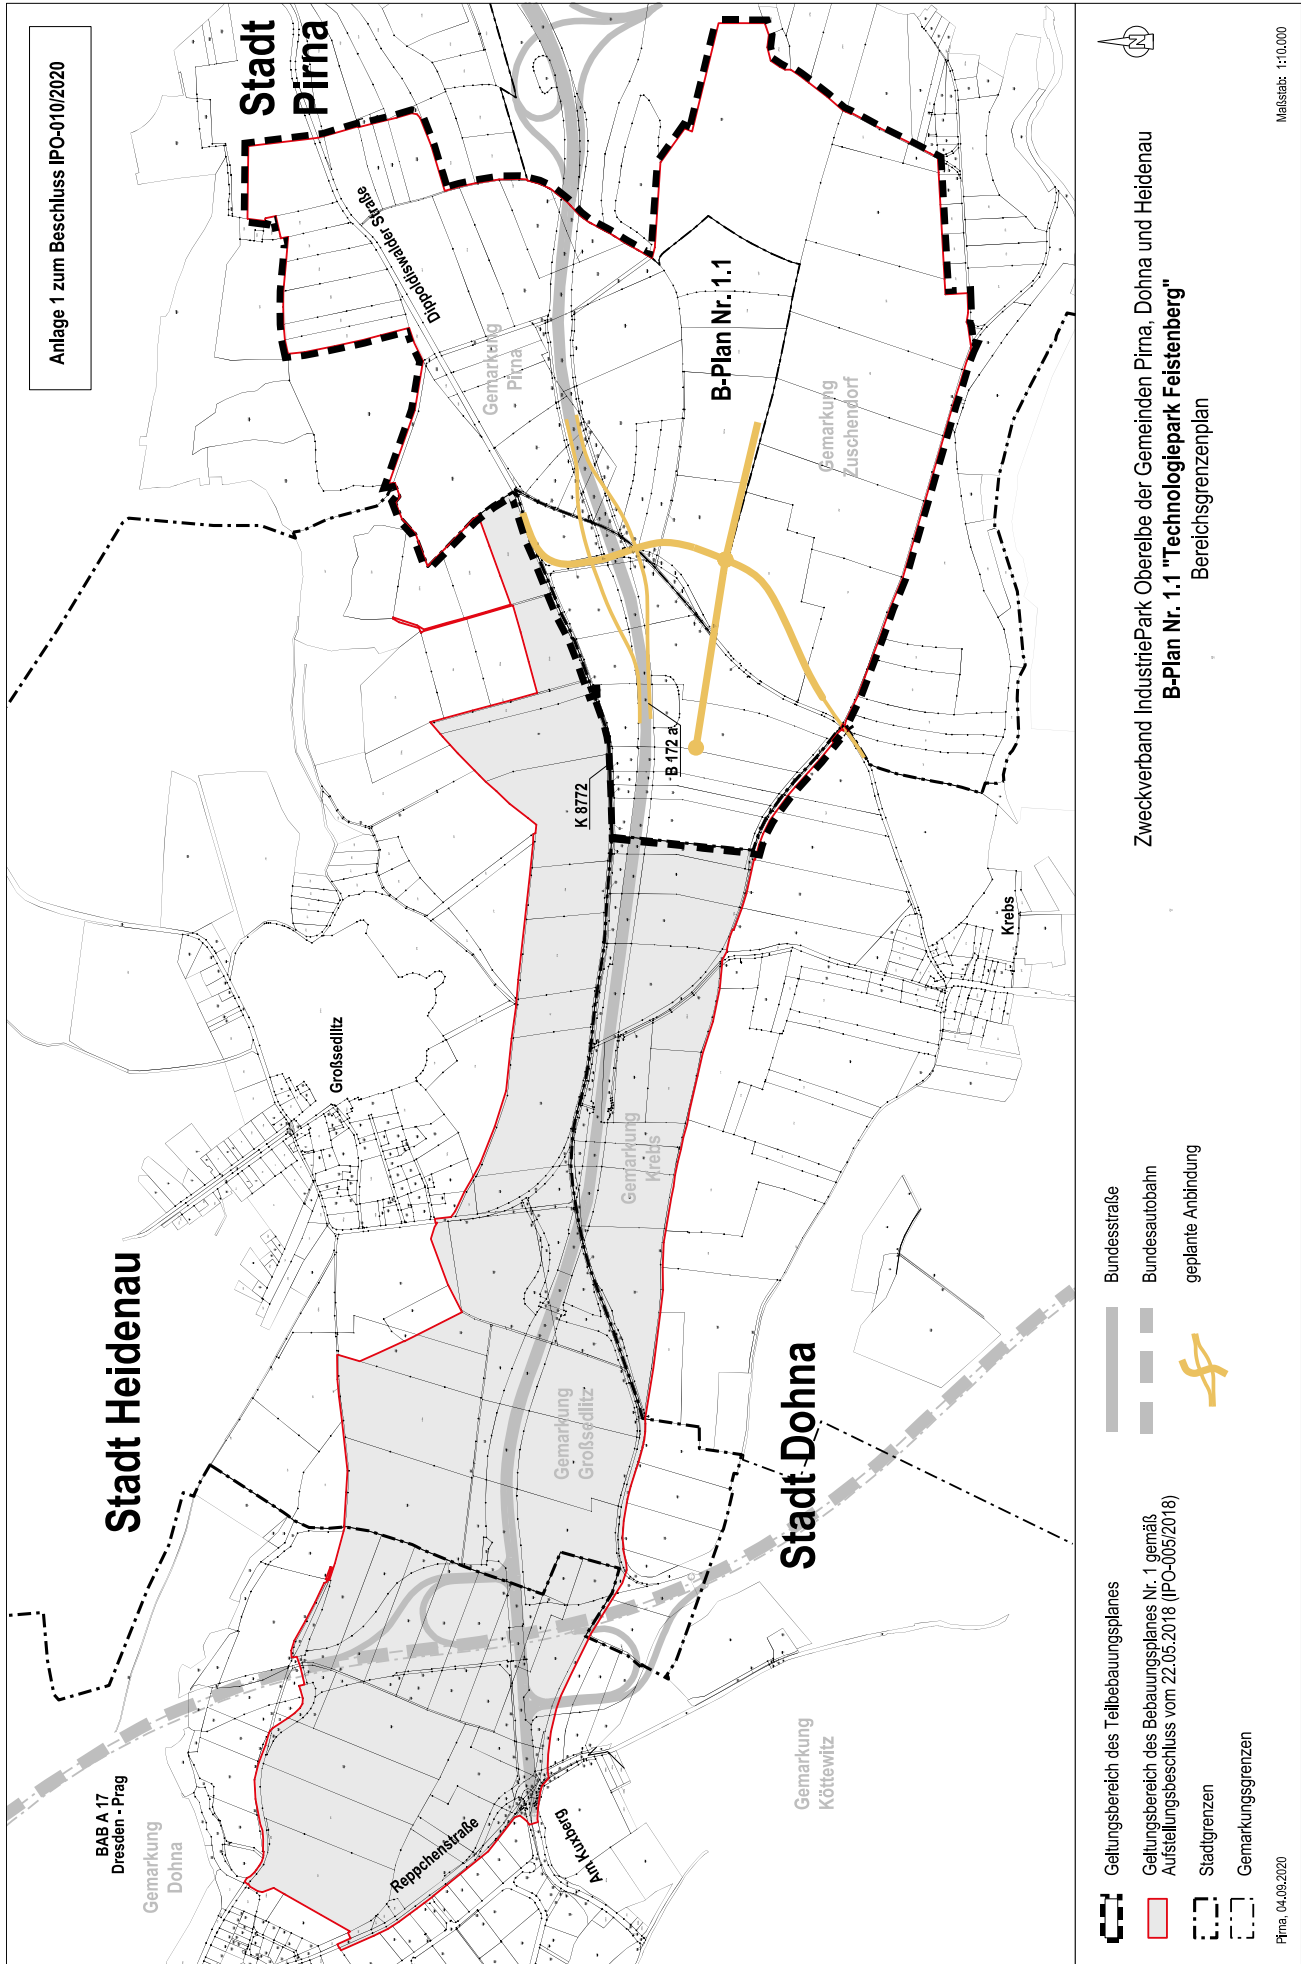 Anlage 1 zum Beschluss IPO-010/2020
Stadt
Pirna
Stadt Heidenau
Stadt Dohna
Dippoldiswalder Straße
Gemarkung
Pirna
B-Plan Nr. 1.1
Gemarkung
Zuschendorf
K 8772
B 172 a
Krebs
Großsedlitz
Gemarkung
Krebs
Gemarkung
Großsedlitz
BAB A 17
Dresden - Prag
Gemarkung
Dohna
Reppchenstraße
Am Kuxberg
Gemarkung
Köttewitz
Geltungsbereich des Teilbebauungsplanes
Geltungsbereich des Bebauungsplanes Nr. 1 gemäß
Aufstellungsbeschluss vom 22.05.2018 (IPO-005/2018)
Stadtgrenzen
Gemarkungsgrenzen
Bundesstraße
Bundesautobahn
geplante Anbindung
Zweckverband IndustriePark Oberelbe der Gemeinden Pirna, Dohna und Heidenau
B-Plan Nr. 1.1 "Technologiepark Feistenberg"
Bereichsgrenzenplan
N
Maßstab: 1:10.000
Pirna, 04.09.2020